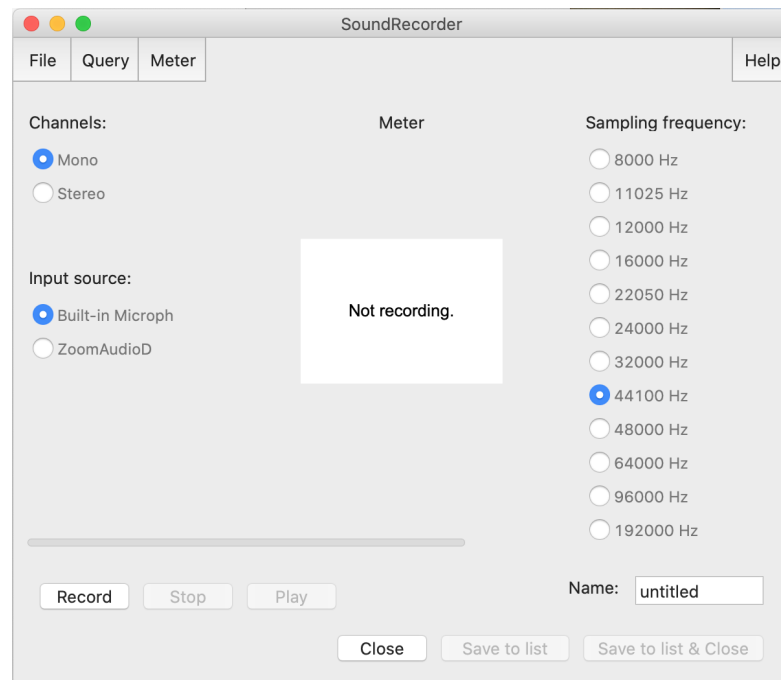 SoundRecorder
File Query Meter Help
Channels:
Mono
Stereo
Input source:
Built-in Microph
ZoomAudioD
Meter
Not recording.
Sampling frequency:
8000 Hz
11025 Hz
12000 Hz
16000 Hz
22050 Hz
24000 Hz
32000 Hz
44100 Hz
48000 Hz
64000 Hz
96000 Hz
192000 Hz
Record Stop Play
Name: untitled
Close Save to list Save to list & Close